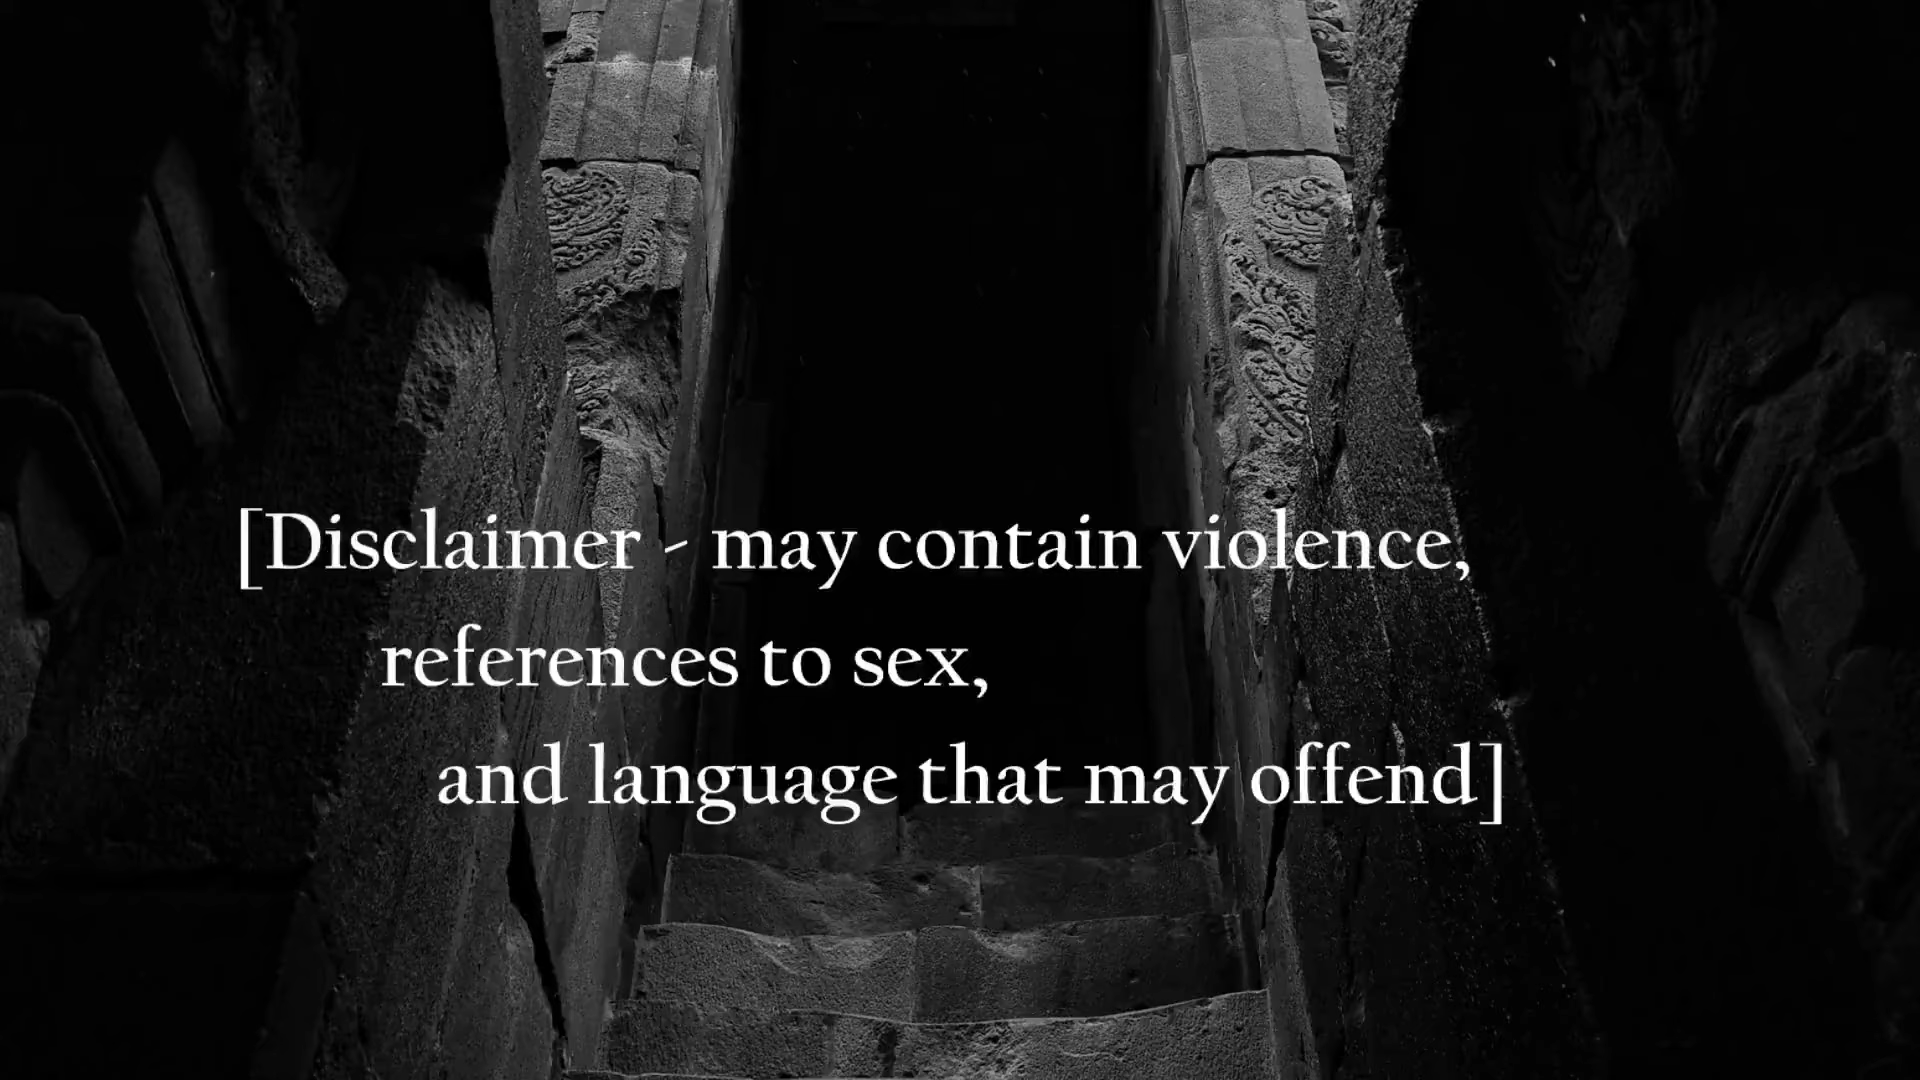 [Disclaimer - may contain violence,
references to sex,
and language that may offend]